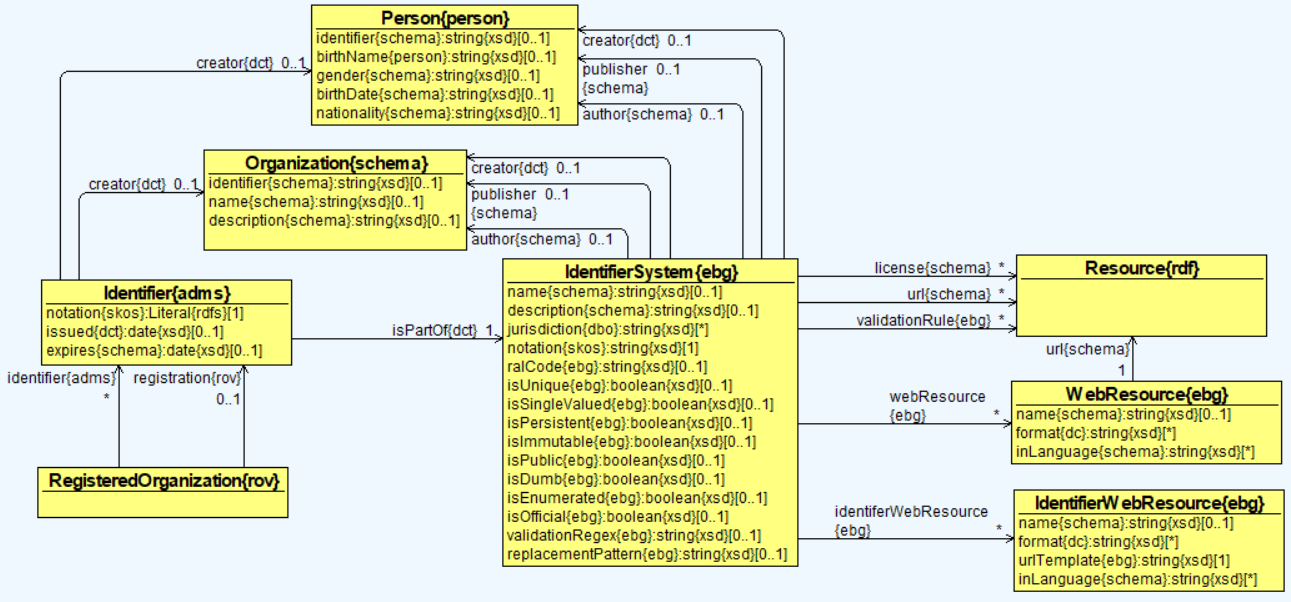 Person{person}
identifier{schema}:string{xsd}[0..1]
birthName{person}:string{xsd}[0..1]
gender{schema}:string{xsd}[0..1]
birthDate{schema}:string{xsd}[0..1]
nationality{schema}:string{xsd}[0..1]
creator{dct} 0..1
creator{dct} 0..1
publisher 0..1
{schema}
author{schema} 0..1
Organization{schema}
identifier{schema}:string{xsd}[0..1]
name{schema}:string{xsd}[0..1]
description{schema}:string{xsd}[0..1]
creator{dct} 0..1
creator{dct} 0..1
publisher 0..1
{schema}
author{schema} 0..1
Identifier{adms}
notation{skos}:Literal{rdfs}[1]
issued{dct}:date{xsd}[0..1]
expires{schema}:date{xsd}[0..1]
isPartOf{dct} 1
identifier{adms}
*
registration{rov}
0..1
RegisteredOrganization{rov}
IdentifierSystem{ebg}
name{schema}:string{xsd}[0..1]
description{schema}:string{xsd}[0..1]
jurisdiction{dbo}:string{xsd}[*]
notation{skos}:string{xsd}[1]
ralCode{ebg}:string{xsd}[0..1]
isUnique{ebg}:boolean{xsd}[0..1]
isSingleValued{ebg}:boolean{xsd}[0..1]
isPersistent{ebg}:boolean{xsd}[0..1]
isImmutable{ebg}:boolean{xsd}[0..1]
isPublic{ebg}:boolean{xsd}[0..1]
isDumb{ebg}:boolean{xsd}[0..1]
isEnumerated{ebg}:boolean{xsd}[0..1]
isOfficial{ebg}:boolean{xsd}[0..1]
validationRegex{ebg}:string{xsd}[0..1]
replacementPattern{ebg}:string{xsd}[0..1]
license{schema} *
url{schema} *
validationRule{ebg} *
Resource{rdf}
url{schema}
1
webResource
{ebg} *
WebResource{ebg}
name{schema}:string{xsd}[0..1]
format{dc}:string{xsd}[*]
inLanguage{schema}:string{xsd}[*]
identiferWebResource
{ebg} *
IdentifierWebResource{ebg}
name{schema}:string{xsd}[0..1]
format{dc}:string{xsd}[*]
urlTemplate{ebg}:string{xsd}[1]
inLanguage{schema}:string{xsd}[*]